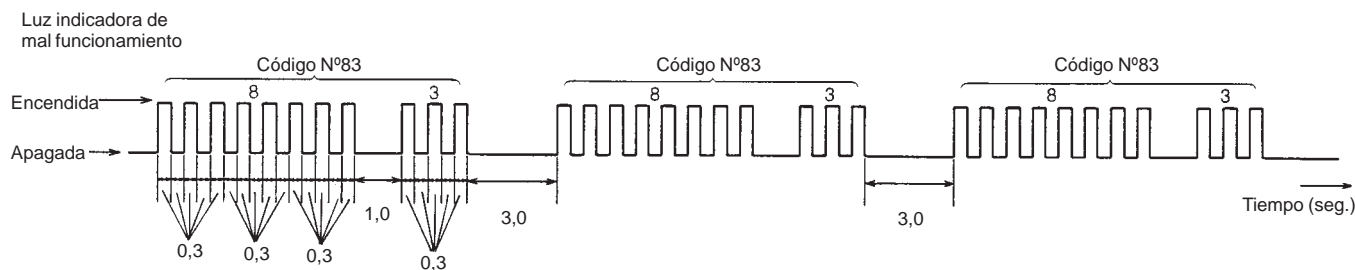 Luz indicadora de
mal funcionamiento
Código Nº83 Código Nº83 Código Nº83
8 3 8 3 8 3
Encendida
Apagada
1,0 3,0 3,0
Tiempo (seg.)
0,3 0,3 0,3 0,3